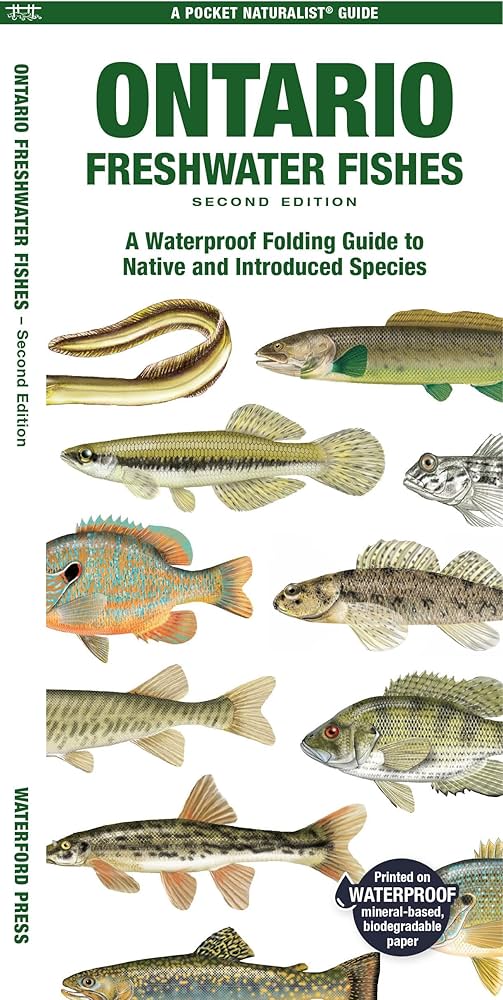 A POCKET NATURALIST® GUIDE
ONTARIO
FRESHWATER FISHES
SECOND EDITION
A Waterproof Folding Guide to
Native and Introduced Species
ONTARIO FRESHWATER FISHES – Second Edition
WATERFORD PRESS
Printed on
WATERPROOF
mineral-based,
biodegradable
paper